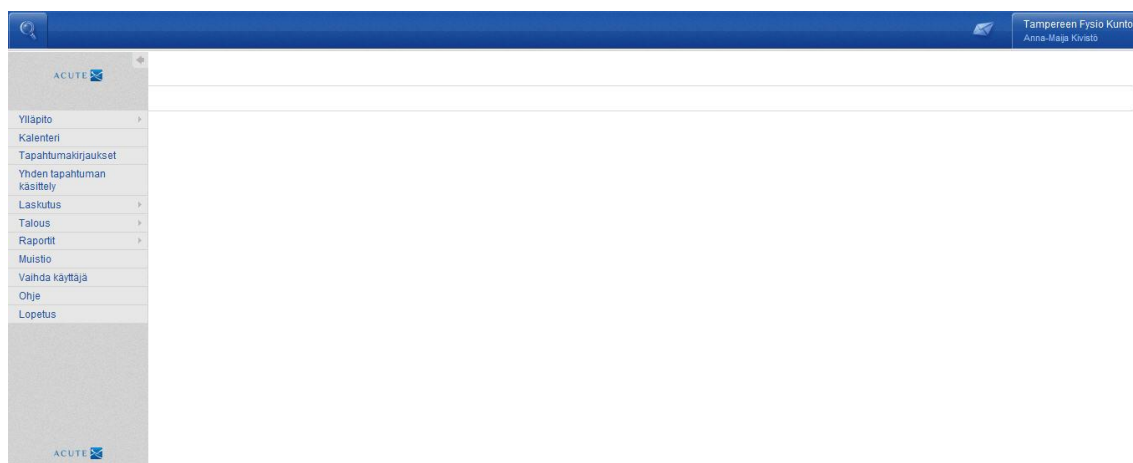 Tampereen Fysio Kunto
Anna-Maija Kivistö
ACUTE
Ylläpito
Kalenteri
Tapahtumakirjaukset
Yhden tapahtuman
käsittely
Laskutus
Talous
Raportit
Muistio
Vaihda käyttäjä
Ohje
Lopetus
ACUTE